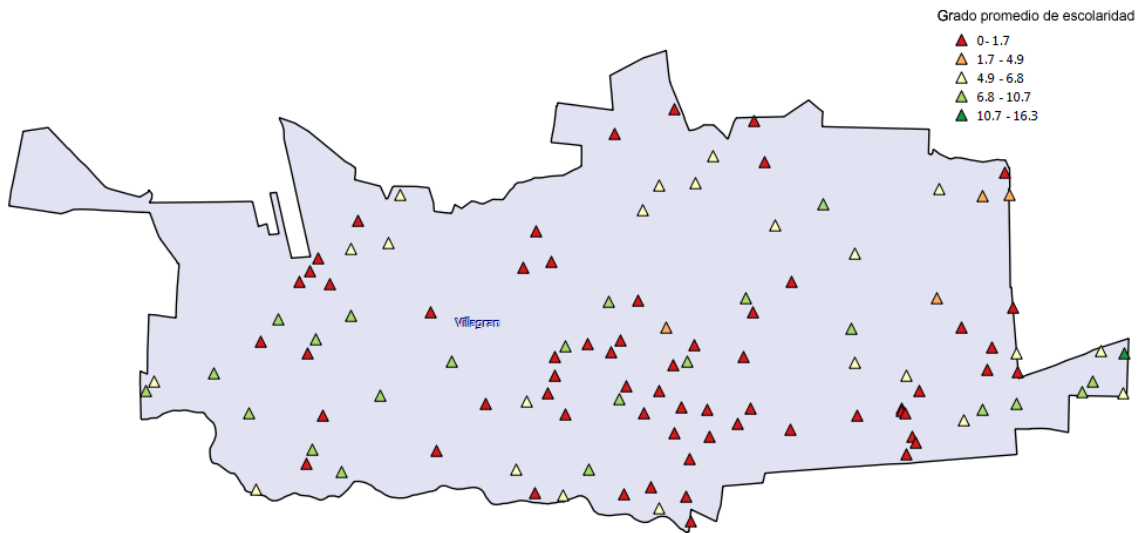 Grado promedio de escolaridad
0- 1.7
1.7 - 4.9
4.9 - 6.8
6.8 - 10.7
10.7 - 16.3
Villagran